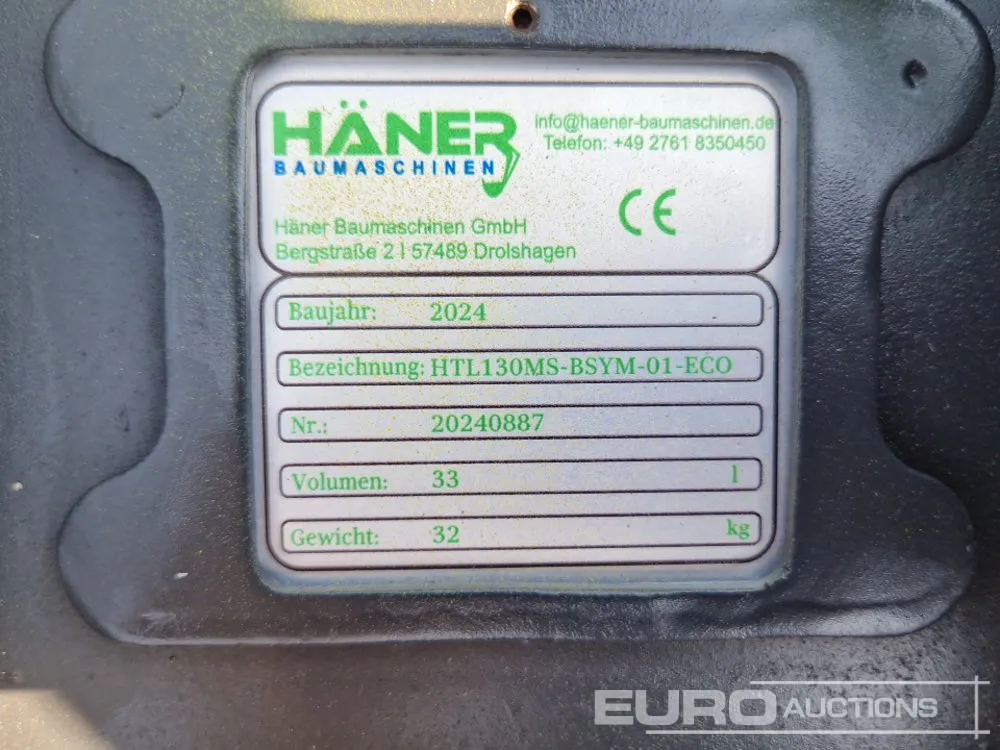 HÄNER
BAUMASCHINEN
info@haener-baumaschinen.de
Telefon: +49 2761 8350450
CE
Häner Baumaschinen GmbH
Bergstraße 2 I 57489 Drolshagen
Baujahr: 2024
Bezeichnung: HTL130MS-BSYM-01-ECO
Nr.: 20240887
Volumen: 33 l
Gewicht: 32 kg
EURO AUCTIONS